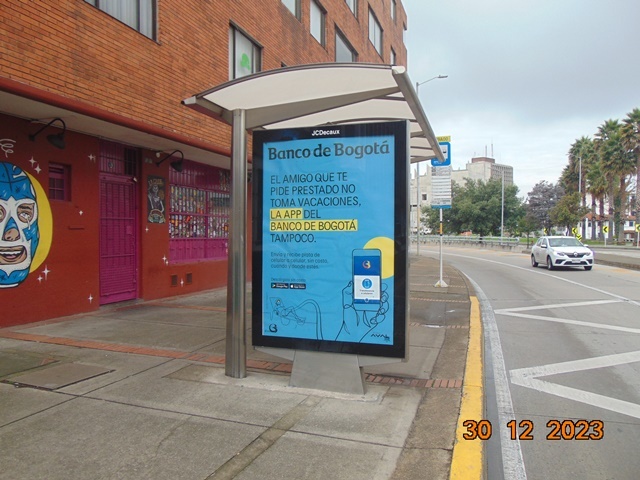 JCDecaux
Banco de Bogotá
EL AMIGO QUE TE
PIDE PRESTADO NO
TOMA VACACIONES,
LA APP DEL
BANCO DE BOGOTÁ
TAMPOCO.
30 12 2023